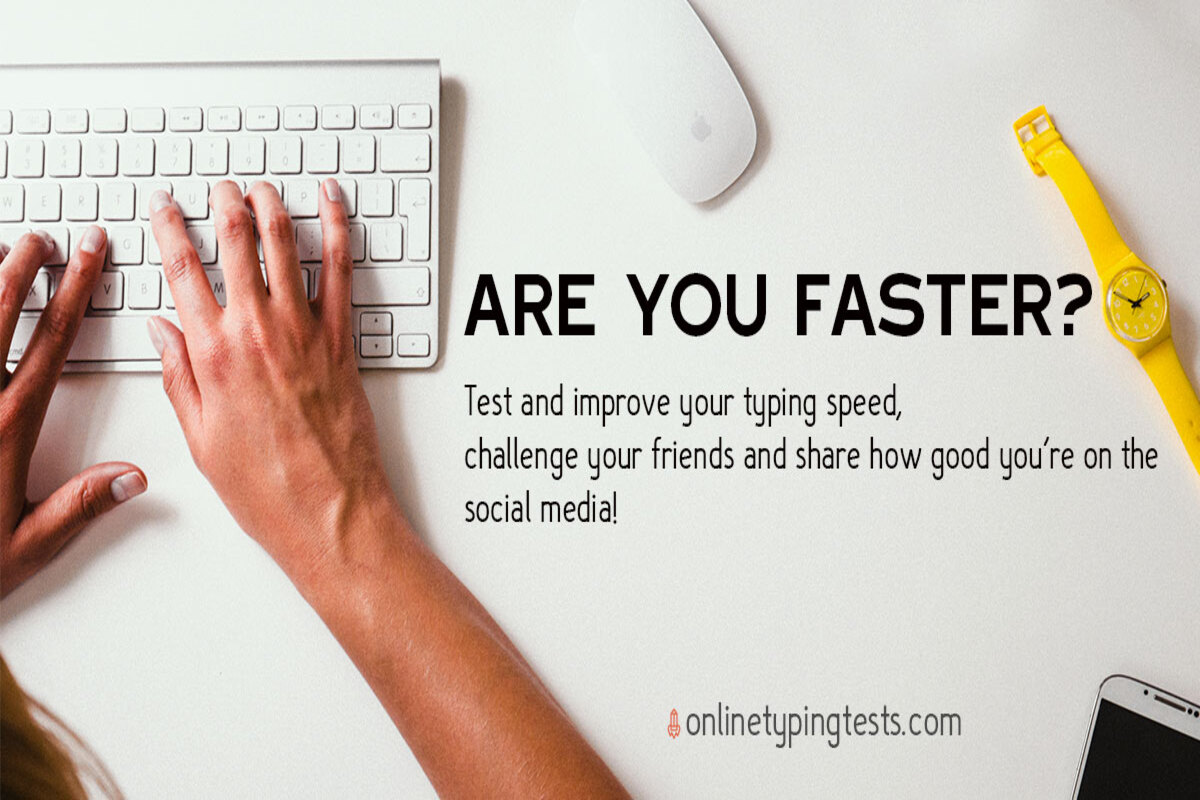 ARE YOU FASTER?
Test and improve your typing speed,
challenge your friends and share how good you're on the
social media!
onlinetypingtests.com